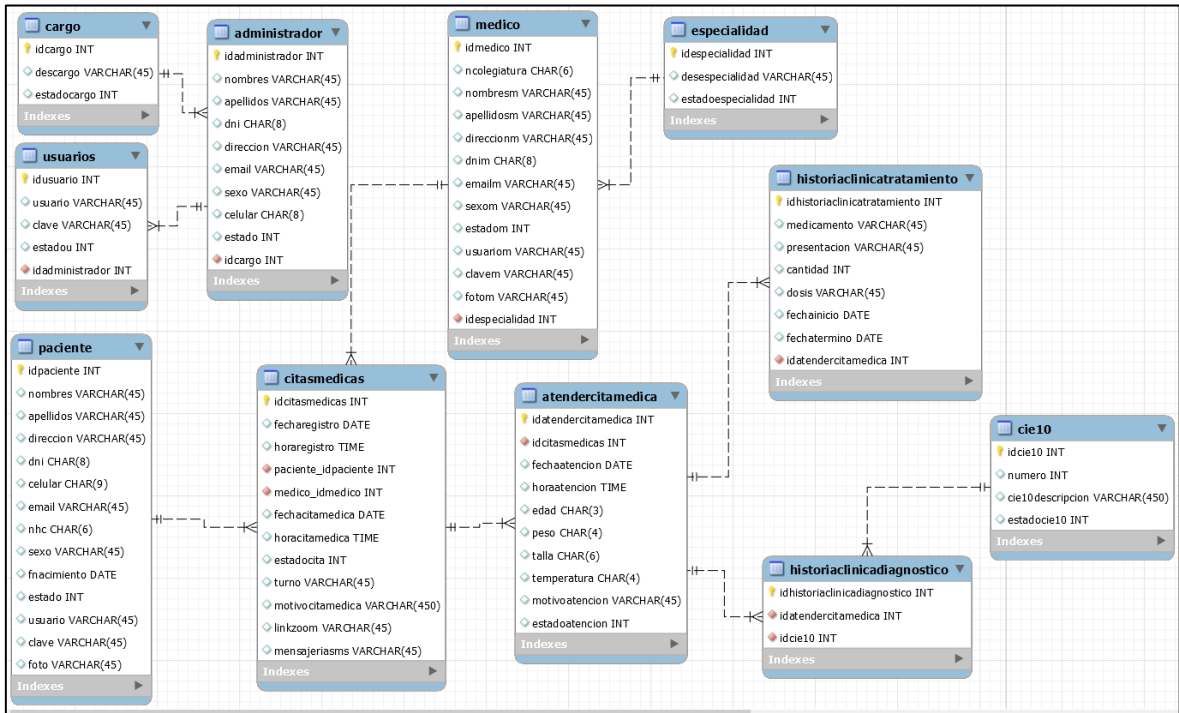 cargo
idcargo INT
descargo VARCHAR(45)
estadocargo INT
Indexes
administrador
idadministrador INT
nombres VARCHAR(45)
apellidos VARCHAR(45)
dni CHAR(8)
direccion VARCHAR(45)
email VARCHAR(45)
sexo VARCHAR(45)
celular CHAR(8)
estado INT
idcargo INT
Indexes
medico
idmedico INT
ncolegiatura CHAR(6)
nombresm VARCHAR(45)
apellidosm VARCHAR(45)
direccionm VARCHAR(45)
dnim CHAR(8)
emailm VARCHAR(45)
sexom VARCHAR(45)
estadom INT
usuariom VARCHAR(45)
clavem VARCHAR(45)
fotom VARCHAR(45)
idespecialidad INT
Indexes
especialidad
idespecialidad INT
desespecialidad VARCHAR(45)
estadoespecialidad INT
Indexes
usuarios
idusuario INT
usuario VARCHAR(45)
clave VARCHAR(45)
estadou INT
idadministrador INT
Indexes
historiaclinicatratamiento
idhistoriaclinicatratamiento INT
medicamento VARCHAR(45)
presentacion VARCHAR(45)
cantidad INT
dosis VARCHAR(45)
fechainicio DATE
fechatermino DATE
idatendercitamedica INT
Indexes
paciente
idpaciente INT
nombres VARCHAR(45)
apellidos VARCHAR(45)
direccion VARCHAR(45)
dni CHAR(8)
celular CHAR(9)
email VARCHAR(45)
nhc CHAR(6)
sexo VARCHAR(45)
fnacimiento DATE
estado INT
usuario VARCHAR(45)
clave VARCHAR(45)
foto VARCHAR(45)
Indexes
citasmedicas
idcitasmedicas INT
fecharegistro DATE
horaregistro TIME
paciente_idpaciente INT
medico_idmedico INT
fechacitamedica DATE
horacitamedica TIME
estadocita INT
turno VARCHAR(45)
motivocitamedica VARCHAR(450)
linkzoom VARCHAR(45)
mensajeriasms VARCHAR(45)
Indexes
atendercitamedica
idatendercitamedica INT
idcitasmedicas INT
fechaatencion DATE
horaatencion TIME
edad CHAR(3)
peso CHAR(4)
talla CHAR(6)
temperatura CHAR(4)
motivoatencion VARCHAR(45)
estadoatencion INT
Indexes
cie10
idcie10 INT
numero INT
cie10descripcion VARCHAR(450)
estadocie10 INT
Indexes
historiaclinicadiagnostico
idhistoriaclinicadiagnostico INT
idatendercitamedica INT
idcie10 INT
Indexes